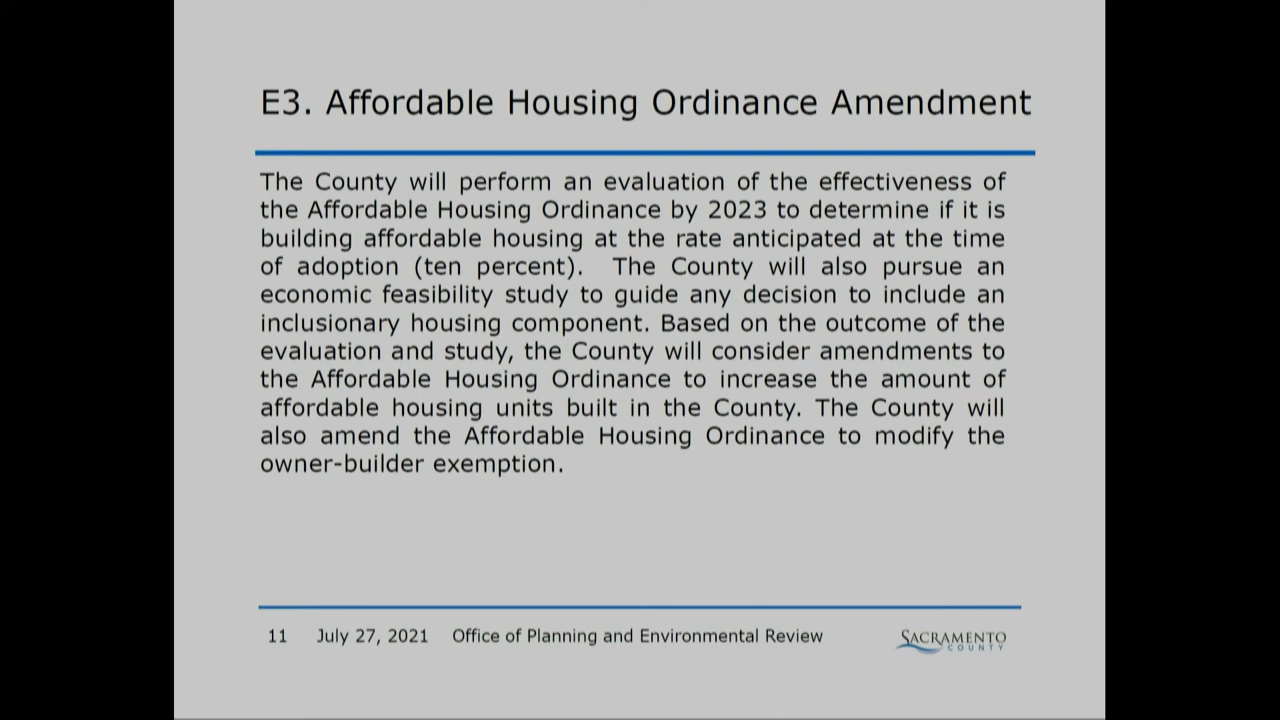 E3. Affordable Housing Ordinance Amendment
The County will perform an evaluation of the effectiveness of
the Affordable Housing Ordinance by 2023 to determine if it is
building affordable housing at the rate anticipated at the time
of adoption (ten percent). The County will also pursue an
economic feasibility study to guide any decision to include an
inclusionary housing component. Based on the outcome of the
evaluation and study, the County will consider amendments to
the Affordable Housing Ordinance to increase the amount of
affordable housing units built in the County. The County will
also amend the Affordable Housing Ordinance to modify the
owner-builder exemption.
11 July 27, 2021 Office of Planning and Environmental Review
SACRAMENTO
COUNTY